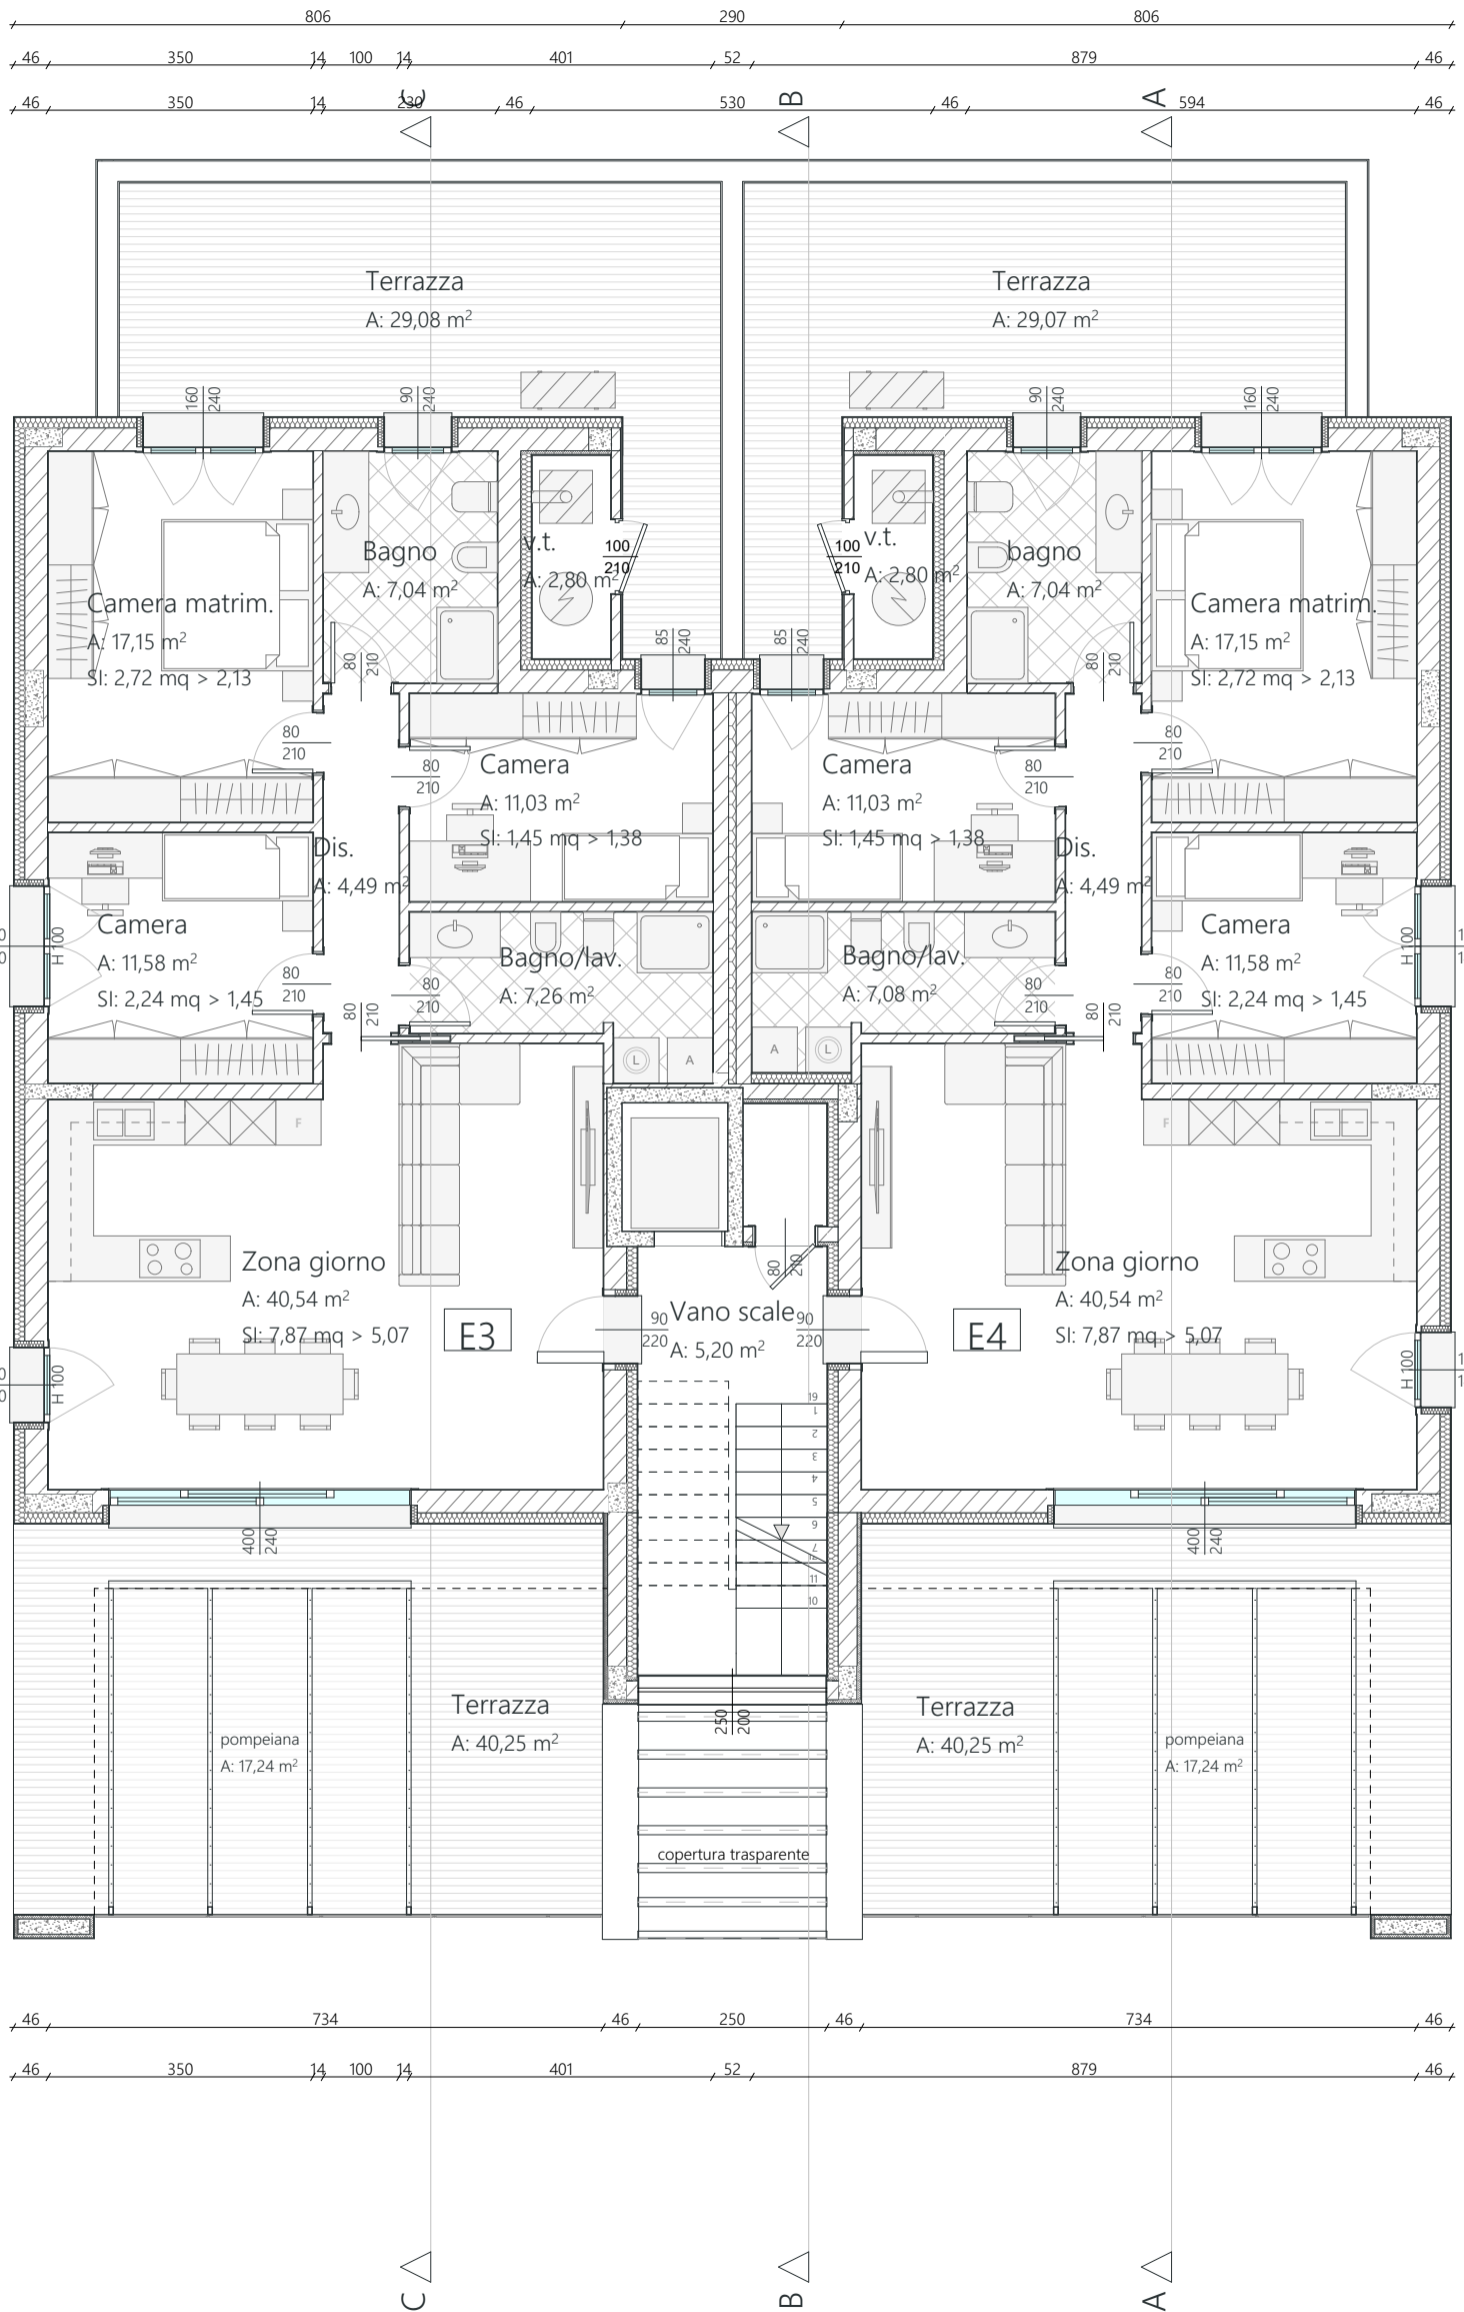 806 290 806
46 350 14 100 14 401 52 879 46
46 350 14 230 46 530 46 594 46
C B A
Terrazza
A: 29,08 m²
Terrazza
A: 29,07 m²
160
240
90
240
90
240
160
240
Bagno
A: 7,04 m²
v.t.
A: 2,80 m²
100
210
100
210
v.t.
A: 2,80 m²
bagno
A: 7,04 m²
Camera matrim.
A: 17,15 m²
SI: 2,72 mq > 2,13
Camera matrim.
A: 17,15 m²
SI: 2,72 mq > 2,13
80
210
85
240
85
240
80
210
80
210
80
210
80
210
80
210
Camera
A: 11,03 m²
SI: 1,45 mq > 1,38
Camera
A: 11,03 m²
SI: 1,45 mq > 1,38
Dis.
A: 4,49 m²
Dis.
A: 4,49 m²
Camera
A: 11,58 m²
SI: 2,24 mq > 1,45
Camera
A: 11,58 m²
SI: 2,24 mq > 1,45
H 100
H 100
Bagno/lav.
A: 7,26 m²
Bagno/lav.
A: 7,08 m²
80
210
80
210
80
210
80
210
80
210
80
210
L A A L
F F
Zona giorno
A: 40,54 m²
SI: 7,87 mq > 5,07
E3
Zona giorno
A: 40,54 m²
SI: 7,87 mq > 5,07
E4
80
210
Vano scale
A: 5,20 m²
90
220
90
220
H 100
H 100
19
1
2
3
4
5
6
7
11
10
400
240
400
240
Terrazza
A: 40,25 m²
Terrazza
A: 40,25 m²
pompeiana
A: 17,24 m²
pompeiana
A: 17,24 m²
250
200
copertura trasparente
46 734 46 250 46 734 46
46 350 14 100 14 401 52 879 46
C B A